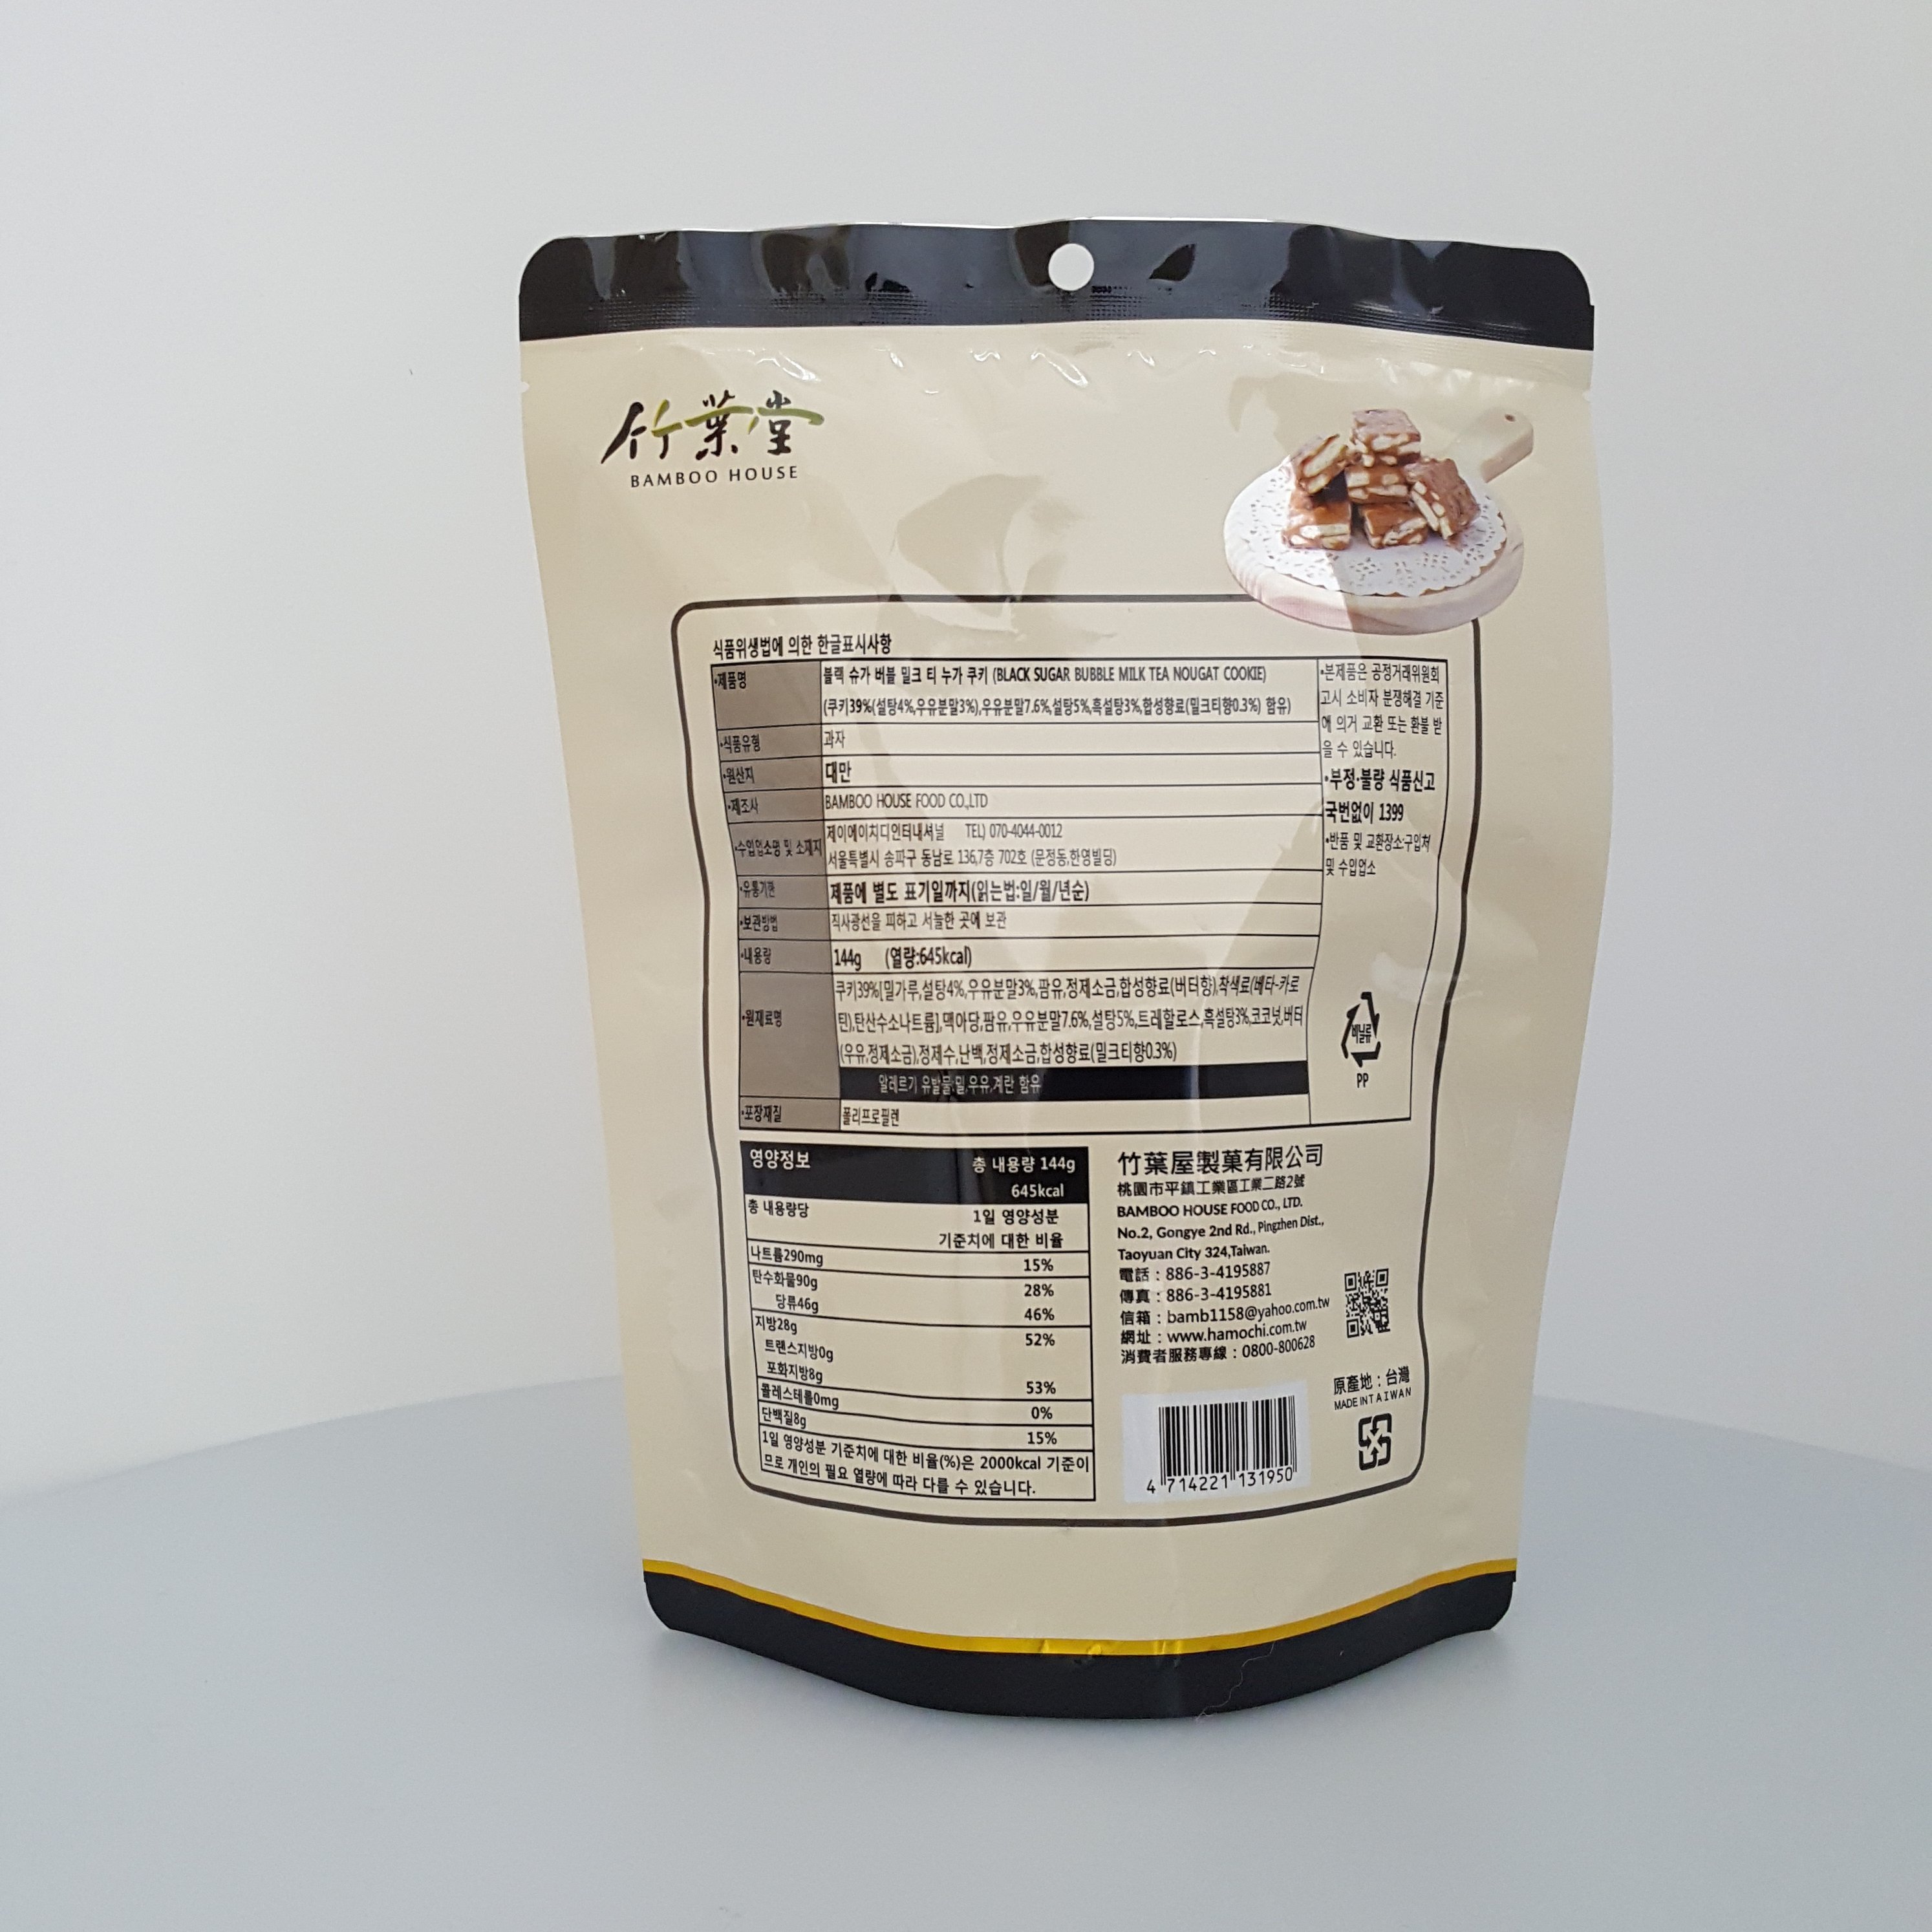 竹葉堂
BAMBOO HOUSE
식품위생법에 의한 한글표시사항
•제품명
블랙 슈가 버블 밀크 티 누가 쿠키 (BLACK SUGAR BUBBLE MILK TEA NOUGAT COOKIE)
(쿠키39%(설탕4%,우유분말3%),우유분말7.6%,설탕5%,흑설탕3%,합성향료(밀크티향0.3%) 함유)
•식품유형
과자
•원산지
대만
•제조사
BAMBOO HOUSE FOOD CO.,LTD
•수입업소명 및 소재지
제이에이치디인터내셔널 TEL) 070-4044-0012
서울특별시 송파구 동남로 136,7층 702호 (문정동,한영빌딩)
•유통기한
제품에 별도 표기일까지(읽는법:일/월/년순)
•보관방법
직사광선을 피하고 서늘한 곳에 보관
•내용량
144g (열량:645kcal)
•원재료명
쿠키39%[밀가루,설탕4%,우유분말3%,팜유,정제소금,합성향료(버터향),착색료(베타-카로
틴),탄산수소나트륨],맥아당,팜유,우유분말7.6%,설탕5%,트레할로스,흑설탕3%,코코넛,버터
(우유,정제소금),정제수,난백,정제소금,합성향료(밀크티향0.3%)
알레르기 유발물:밀,우유,계란 함유
•포장재질
폴리프로필렌
•본제품은 공정거래위원회
고시 소비자 분쟁해결 기준
에 의거 교환 또는 환불 받
을 수 있습니다.
•부정·불량 식품신고
국번없이 1399
•반품 및 교환장소:구입처
및 수입업소
비닐류
PP
영양정보
총 내용량 144g
645kcal
총 내용량당
1일 영양성분
기준치에 대한 비율
나트륨290mg 15%
탄수화물90g 28%
당류46g 46%
지방28g 52%
트랜스지방0g
포화지방8g 53%
콜레스테롤0mg 0%
단백질8g 15%
1일 영양성분 기준치에 대한 비율(%)은 2000kcal 기준이
므로 개인의 필요 열량에 따라 다를 수 있습니다.
竹葉屋製菓有限公司
桃園市平鎮工業區工業二路2號
BAMBOO HOUSE FOOD CO., LTD.
No.2, Gongye 2nd Rd., Pingzhen Dist.,
Taoyuan City 324,Taiwan.
電話：886-3-4195887
傳真：886-3-4195881
信箱：bamb1158@yahoo.com.tw
網址：www.hamochi.com.tw
消費者服務專線：0800-800628
原產地：台灣
MADE IN TAIWAN
4 714221 131950